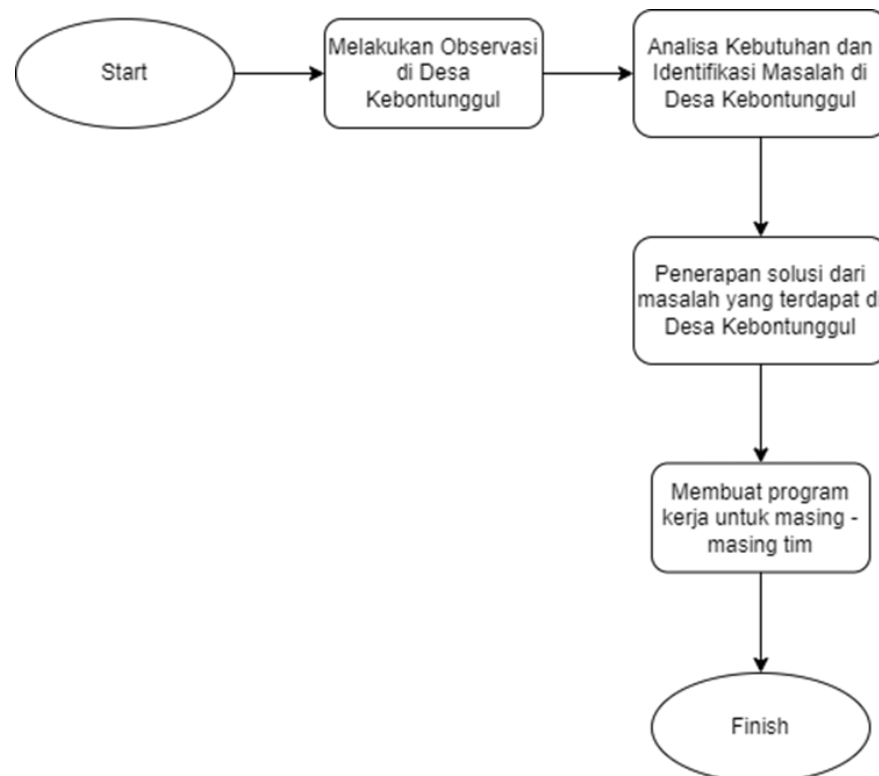 Start
Melakukan Observasi
di Desa
Kebontunggul
Analisa Kebutuhan dan
Identifikasi Masalah di
Desa Kebontunggul
Penerapan solusi dari
masalah yang terdapat di
Desa Kebontunggul
Membuat program
kerja untuk masing -
masing tim
Finish